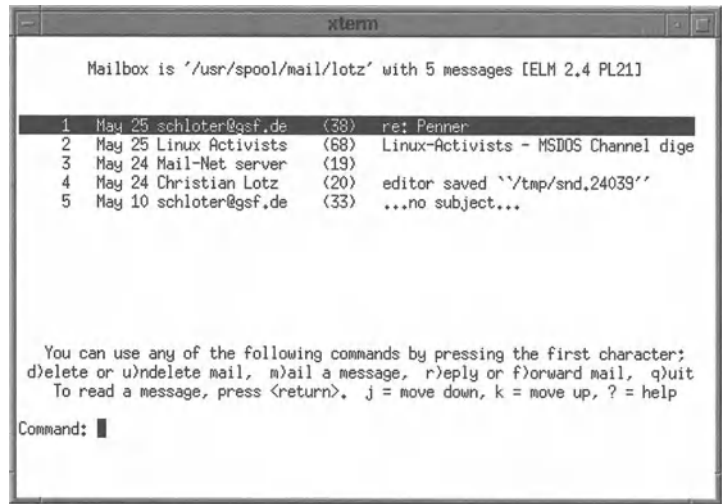 xterm
Mailbox is '/usr/spool/mail/lotz' with 5 messages [ELM 2.4 PL21]
1 May 25 schloter@gsf.de (38) re: Penner
2 May 25 Linux Activists (68) Linux-Activists - MSDOS Channel dige
3 May 24 Mail-Net server (19)
4 May 24 Christian Lotz (20) editor saved ``/tmp/snd.24039''
5 May 10 schloter@gsf.de (33) ...no subject...
You can use any of the following commands by pressing the first character;
d)elete or u)ndelete mail, m)ail a message, r)eply or f)orward mail, q)uit
To read a message, press <return>. j = move down, k = move up, ? = help
Command: